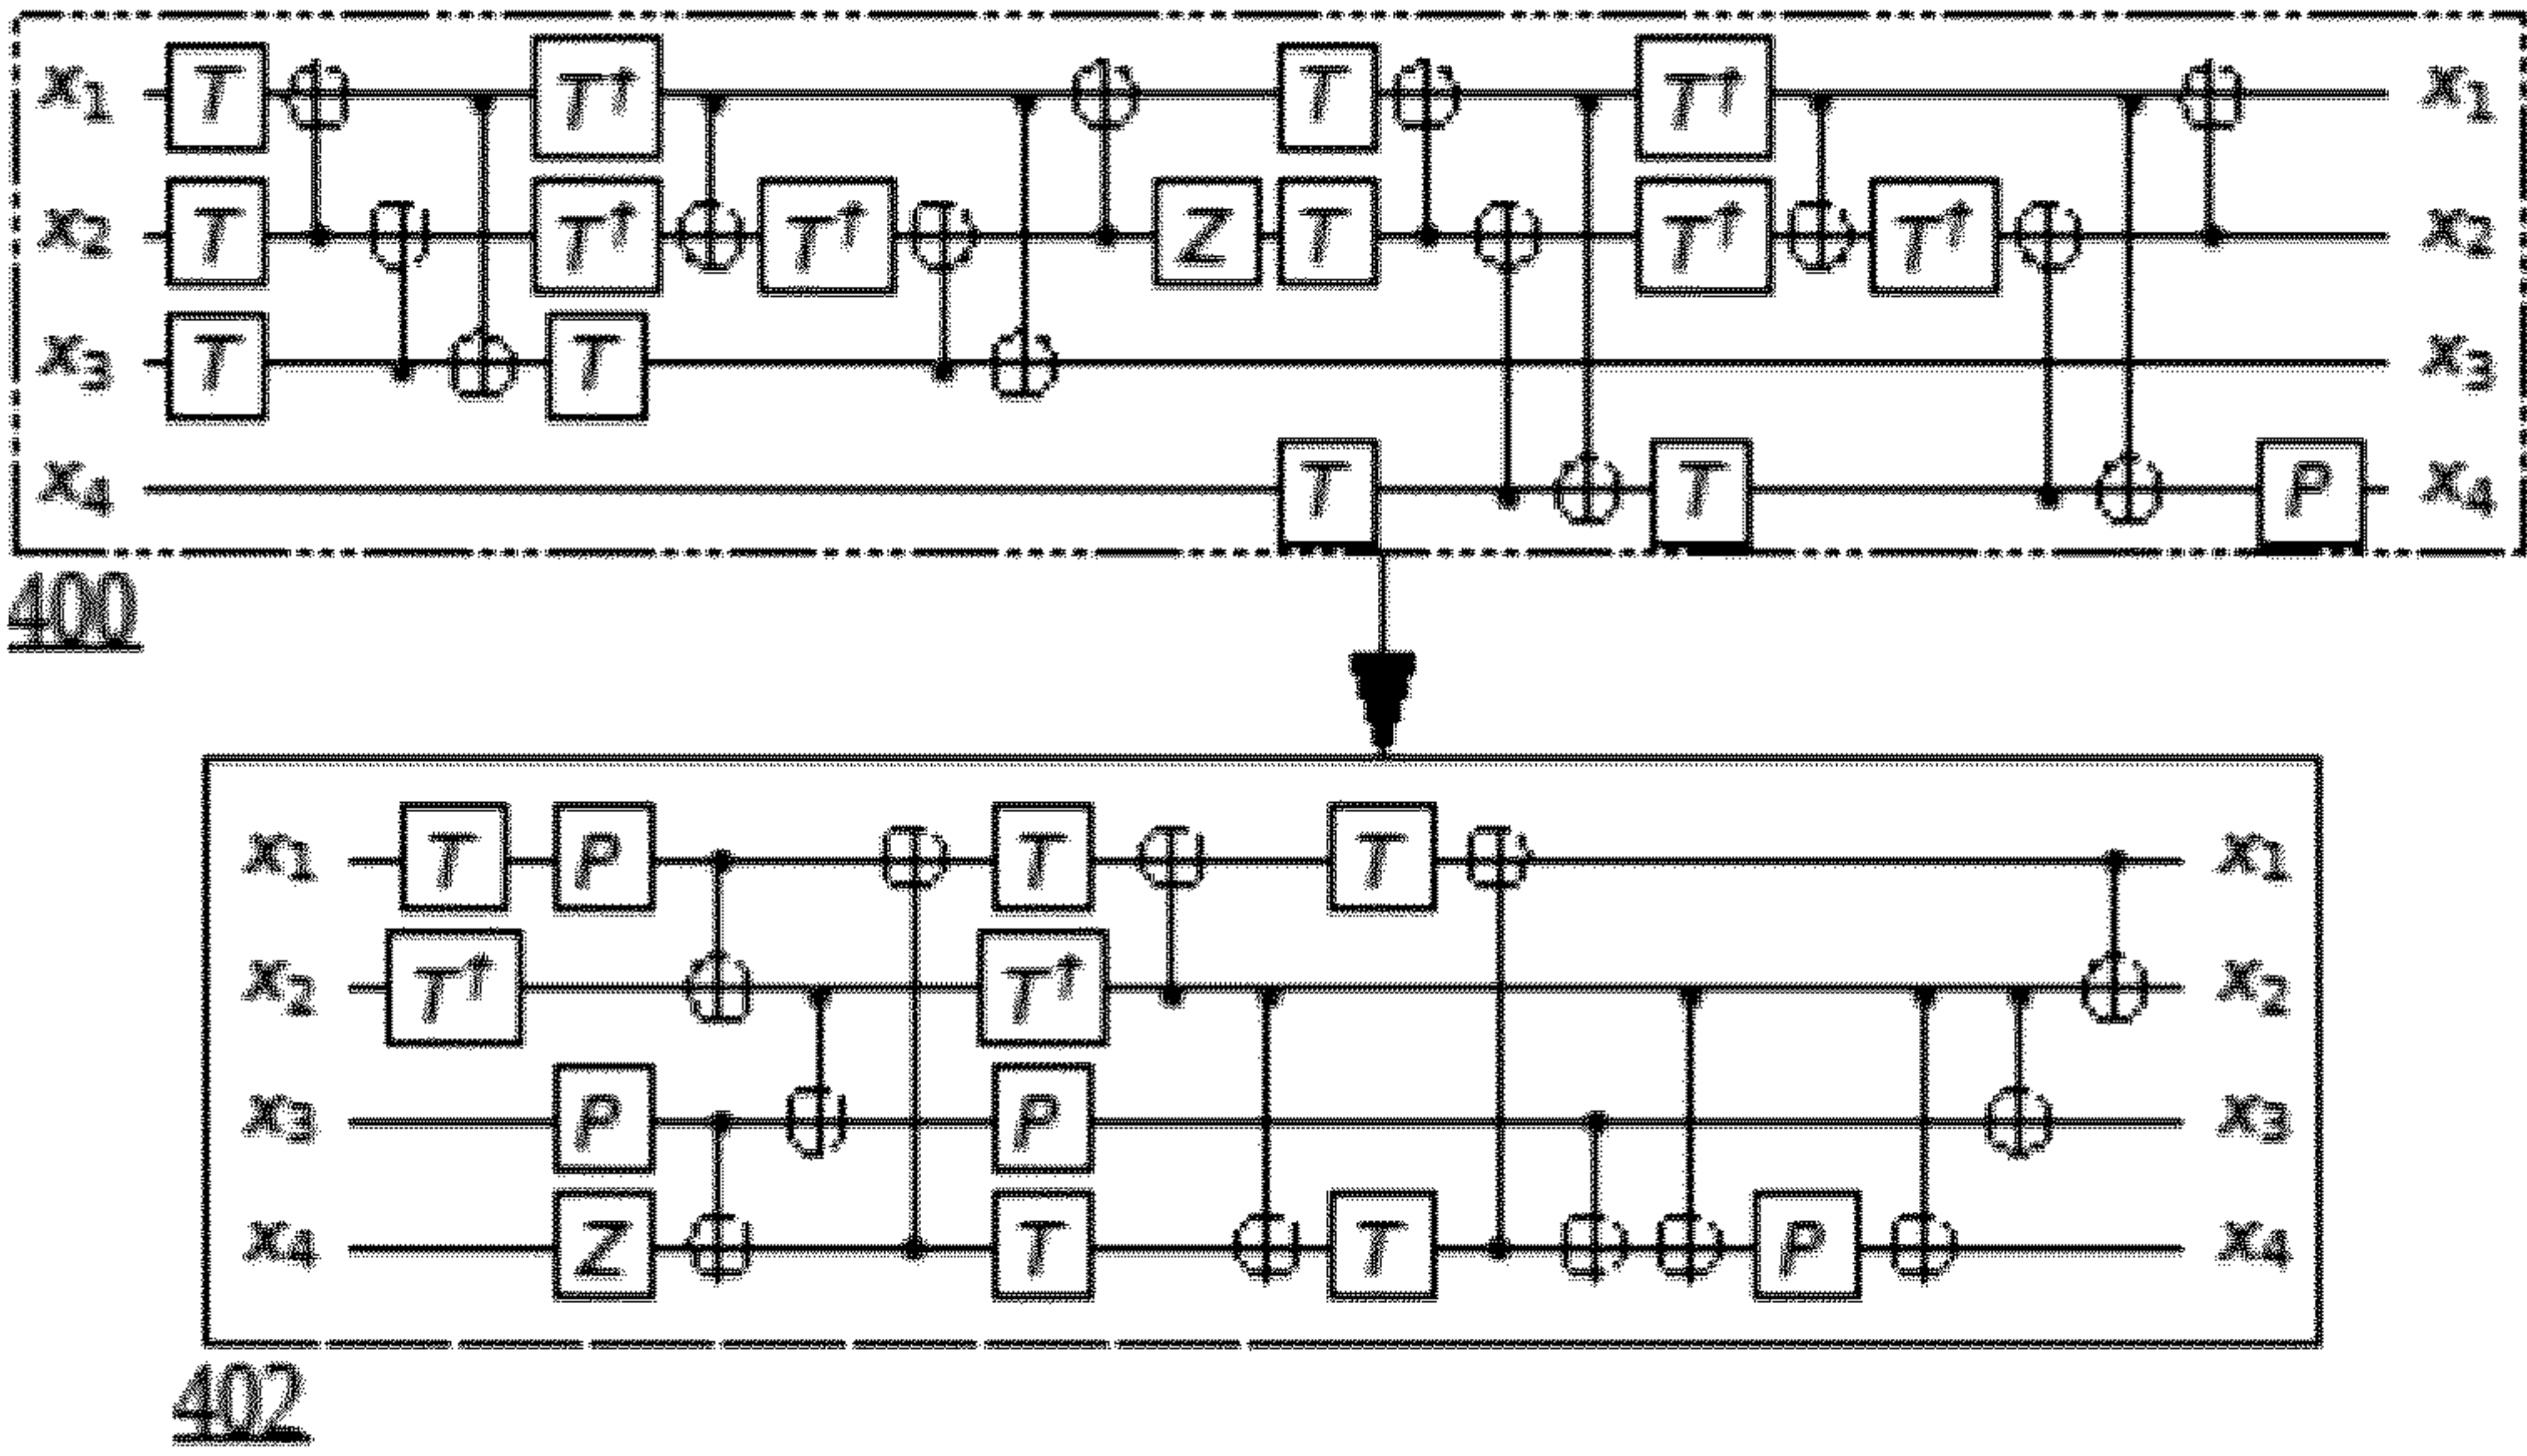 x1 T T† T T† x1
x2 T T† T† Z T T† T† x2
x3 T T x3
x4 T T P x4
400
x1 T P T T x1
x2 T† T† x2
x3 P P x3
x4 Z T T P x4
402